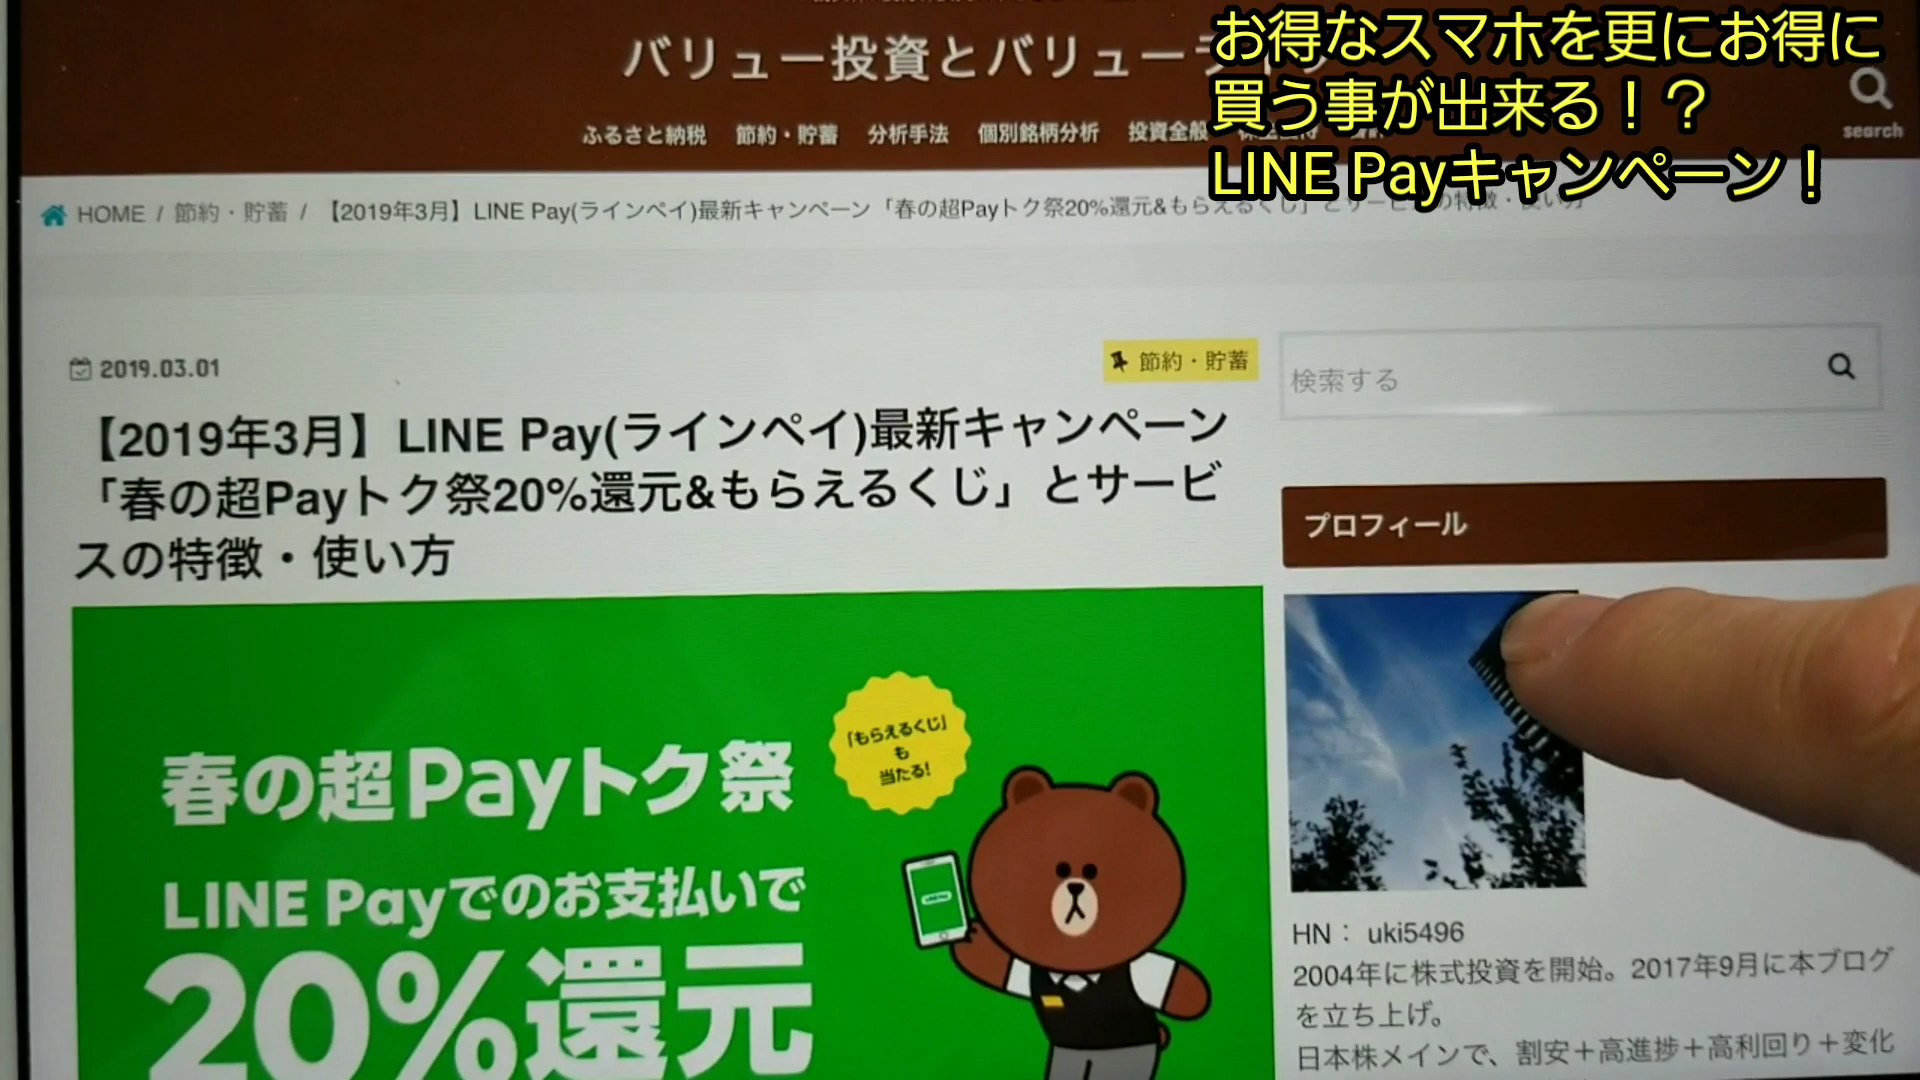 お得なスマホを更にお得に
買う事が出来る！？
LINE Payキャンペーン！
バリュー投資とバリュー
search
ふるさと納税 節約・貯蓄 分析手法 個別銘柄分析 投資全般
HOME / 節約・貯蓄 / 【2019年3月】LINE Pay(ラインペイ)最新キャンペーン「春の超Payトク祭20%還元&もらえるくじ」とサービスの特徴・使い方
2019.03.01
節約・貯蓄
検索する
【2019年3月】LINE Pay(ラインペイ)最新キャンペーン
「春の超Payトク祭20%還元&もらえるくじ」とサービ
スの特徴・使い方
プロフィール
春の超Payトク祭
「もらえるくじ」
も
当たる!
LINE Payでのお支払いで
20%還元
HN： uki5496
2004年に株式投資を開始。2017年9月に本ブログ
を立ち上げ。
日本株メインで、割安＋高進捗＋高利回り＋変化